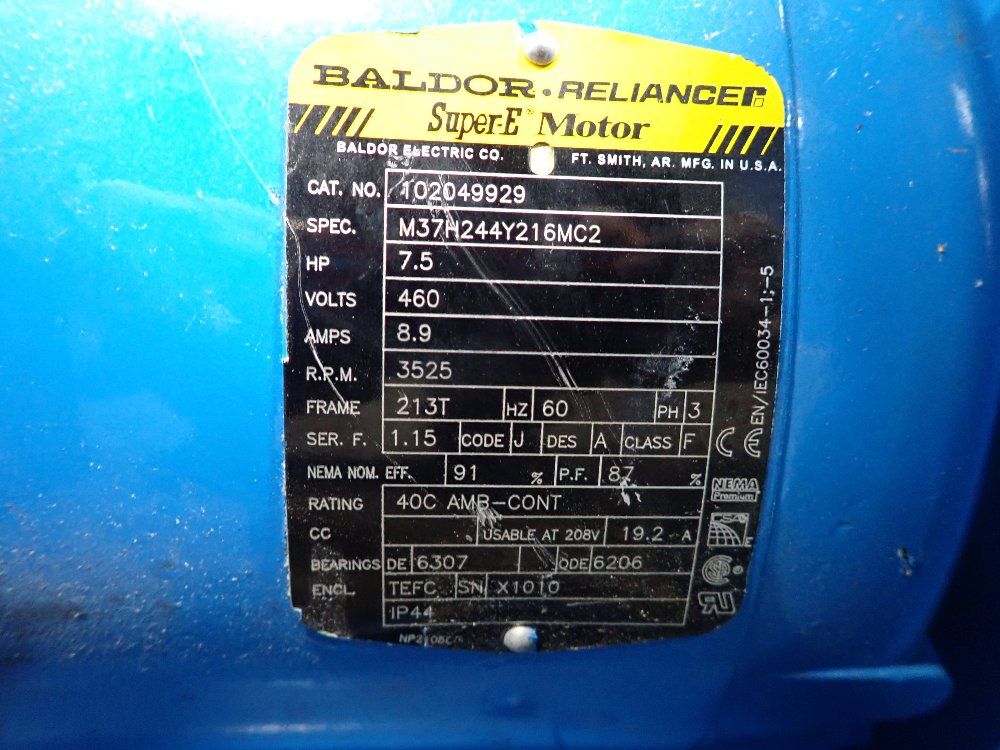 BALDOR • RELIANCER
Super-E Motor
BALDOR ELECTRIC CO. FT. SMITH, AR. MFG. IN U.S.A.
CAT. NO. 102049929
SPEC. M37H244Y216MC2
HP 7.5
VOLTS 460
AMPS 8.9
R.P.M. 3525
FRAME 213T HZ 60 PH 3
SER. F. 1.15 CODE J DES A CLASS F
NEMA NOM. EFF. 91 % P.F. 87 %
RATING 40C AMB-CONT
CC USABLE AT 208V 19.2 A
BEARINGS DE 6307 ODE 6206
ENCL. TEFC SN X1010
IP44
CE EN/IEC60034-1;-5
NEMA
Premium